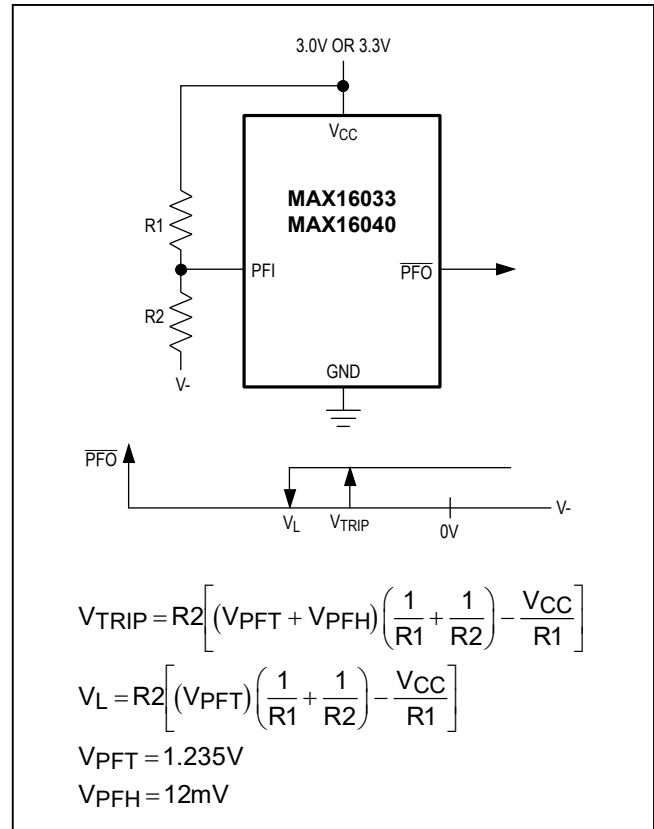 3.0V OR 3.3V
VCC
MAX16033
MAX16040
R1
PFI
P̅F̅O̅
R2
V-
GND
P̅F̅O̅
VL VTRIP 0V V-
VTRIP = R2[(VPFT + VPFH)(1/R1 + 1/R2) − VCC/R1]
VL = R2[(VPFT)(1/R1 + 1/R2) − VCC/R1]
VPFT = 1.235V
VPFH = 12mV